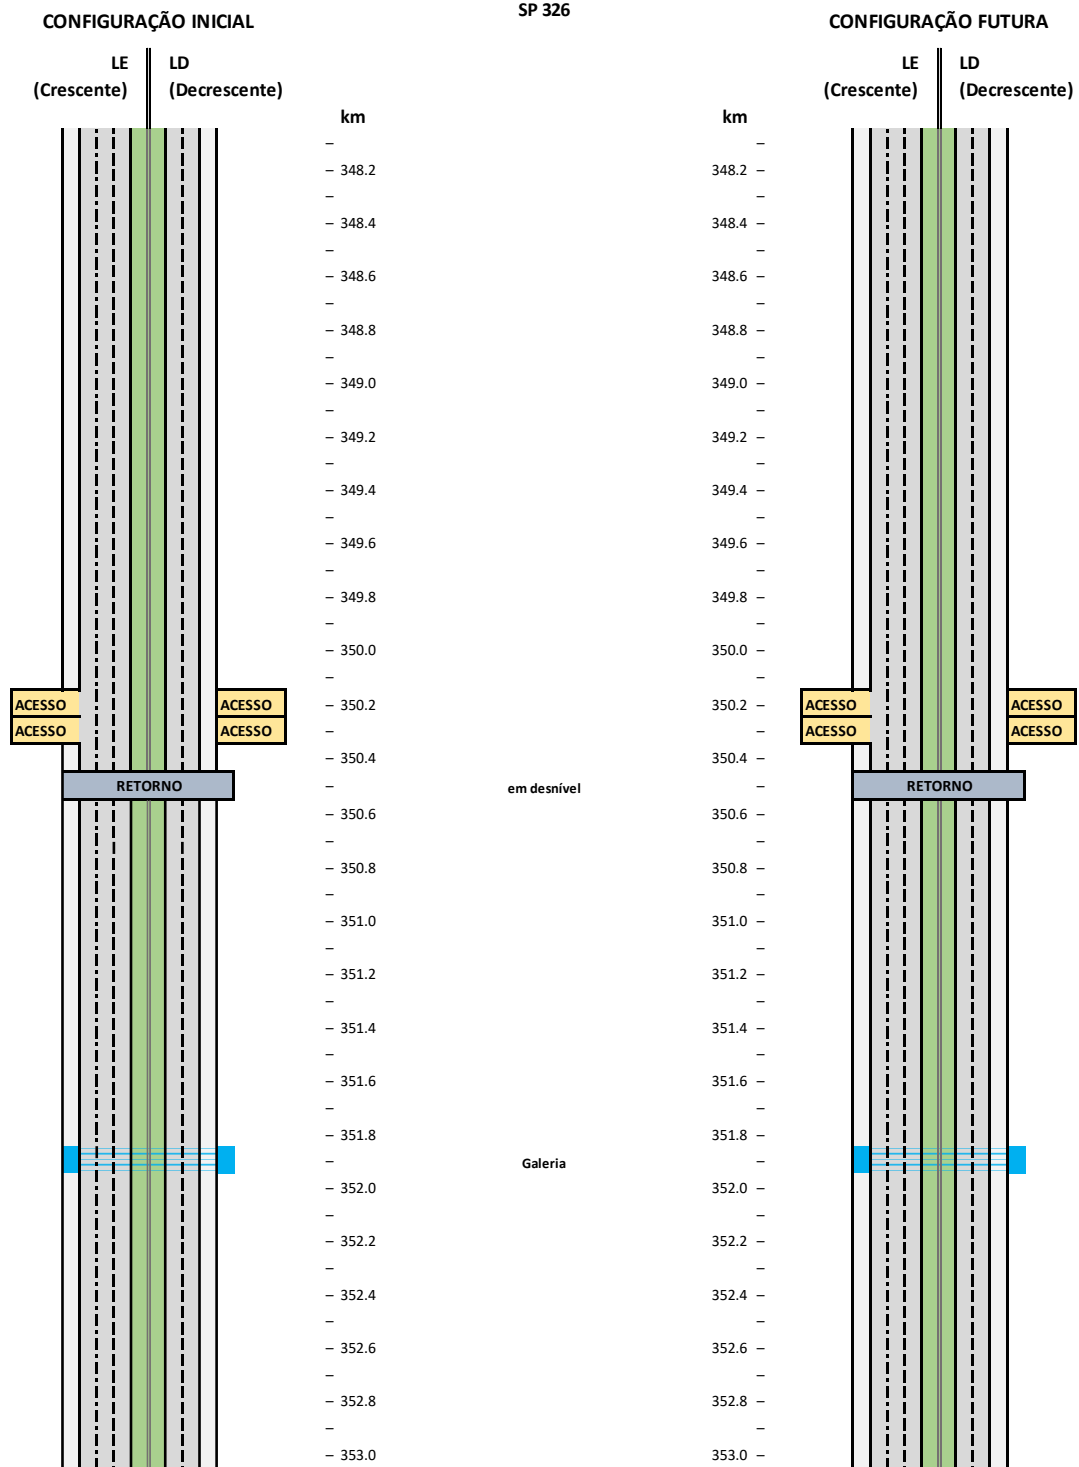 SP 326
CONFIGURAÇÃO INICIAL CONFIGURAÇÃO FUTURA
LE LD LE LD
(Crescente) (Decrescente) (Crescente) (Decrescente)
km km
–  –
– 348.2 348.2 –
–  –
– 348.4 348.4 –
–  –
– 348.6 348.6 –
–  –
– 348.8 348.8 –
–  –
– 349.0 349.0 –
–  –
– 349.2 349.2 –
–  –
– 349.4 349.4 –
–  –
– 349.6 349.6 –
–  –
– 349.8 349.8 –
–  –
– 350.0 350.0 –
–  –
ACESSO ACESSO – 350.2 350.2 – ACESSO ACESSO
ACESSO ACESSO – – ACESSO ACESSO
– 350.4 350.4 –
RETORNO – em desnível – RETORNO
– 350.6 350.6 –
–  –
– 350.8 350.8 –
–  –
– 351.0 351.0 –
–  –
– 351.2 351.2 –
–  –
– 351.4 351.4 –
–  –
– 351.6 351.6 –
–  –
– 351.8 351.8 –
– Galeria –
– 352.0 352.0 –
–  –
– 352.2 352.2 –
–  –
– 352.4 352.4 –
–  –
– 352.6 352.6 –
–  –
– 352.8 352.8 –
–  –
– 353.0 353.0 –